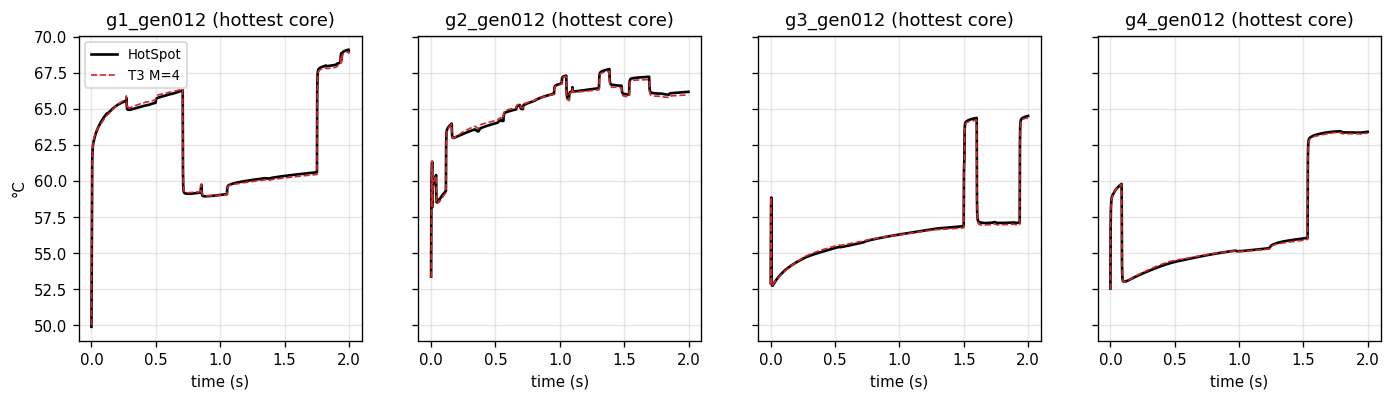 g1_gen012 (hottest core)
g2_gen012 (hottest core)
g3_gen012 (hottest core)
g4_gen012 (hottest core)
HotSpot
T3 M=4
°C
70.0
67.5
65.0
62.5
60.0
57.5
55.0
52.5
50.0
0.0 0.5 1.0 1.5 2.0
0.0 0.5 1.0 1.5 2.0
0.0 0.5 1.0 1.5 2.0
0.0 0.5 1.0 1.5 2.0
time (s)
time (s)
time (s)
time (s)